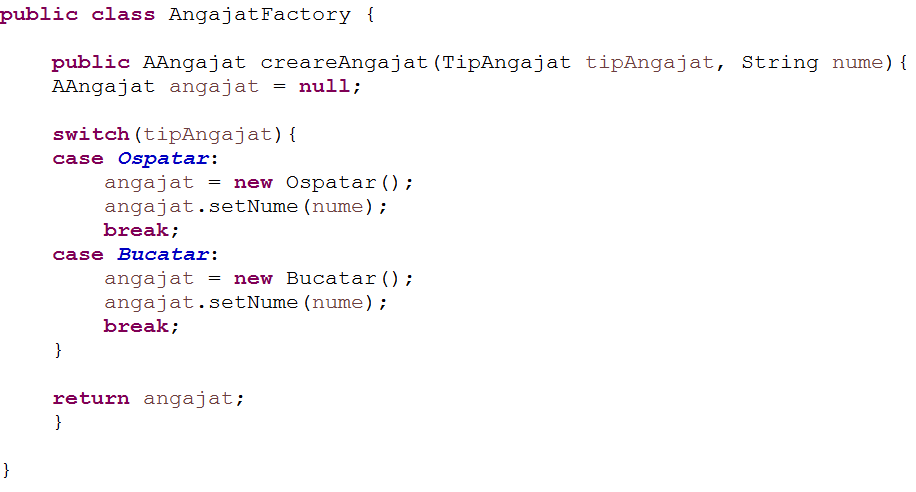 public class AngajatFactory {
public AAngajat creareAngajat(TipAngajat tipAngajat, String nume){
AAngajat angajat = null;
switch(tipAngajat){
case Ospatar:
angajat = new Ospatar();
angajat.setNume(nume);
break;
case Bucatar:
angajat = new Bucatar();
angajat.setNume(nume);
break;
}
return angajat;
}
}